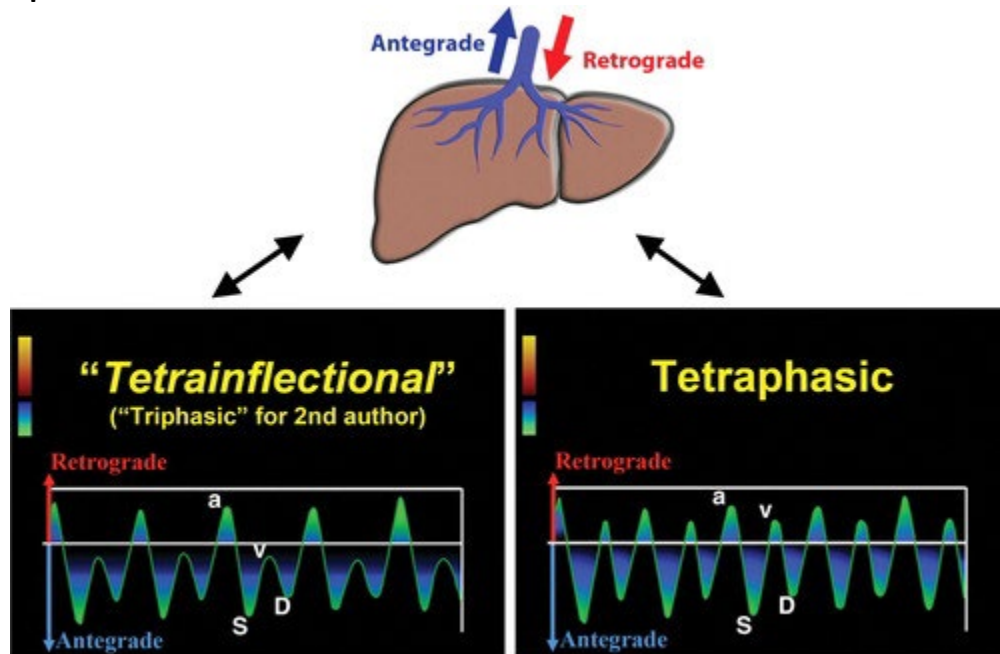 Antegrade
Retrograde
“Tetrainflectional”
(“Triphasic” for 2nd author)
Retrograde
a
v
D
S
Antegrade
Tetraphasic
Retrograde
a
v
D
S
Antegrade